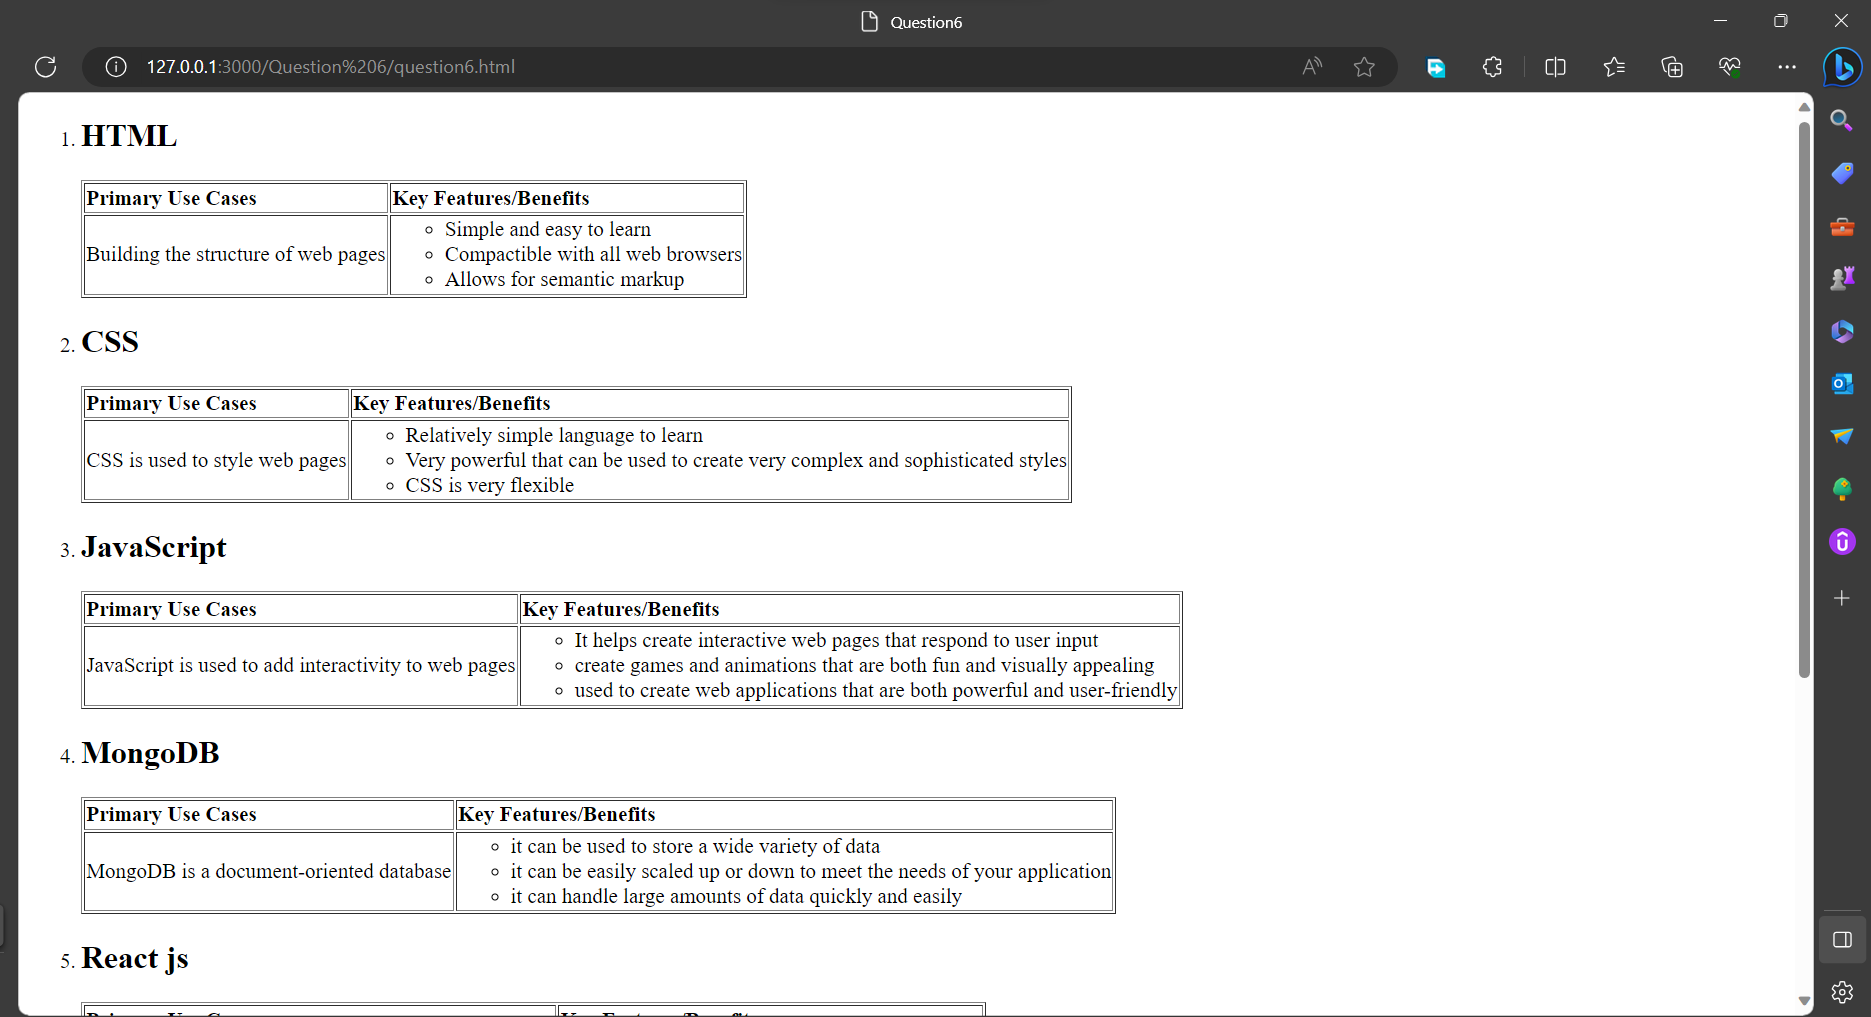 Question6
127.0.0.1:3000/Question%206/question6.html
1. HTML
Primary Use Cases Key Features/Benefits
Building the structure of web pages
Simple and easy to learn
Compactible with all web browsers
Allows for semantic markup
2. CSS
Primary Use Cases Key Features/Benefits
CSS is used to style web pages
Relatively simple language to learn
Very powerful that can be used to create very complex and sophisticated styles
CSS is very flexible
3. JavaScript
Primary Use Cases Key Features/Benefits
JavaScript is used to add interactivity to web pages
It helps create interactive web pages that respond to user input
create games and animations that are both fun and visually appealing
used to create web applications that are both powerful and user-friendly
4. MongoDB
Primary Use Cases Key Features/Benefits
MongoDB is a document-oriented database
it can be used to store a wide variety of data
it can be easily scaled up or down to meet the needs of your application
it can handle large amounts of data quickly and easily
5. React js